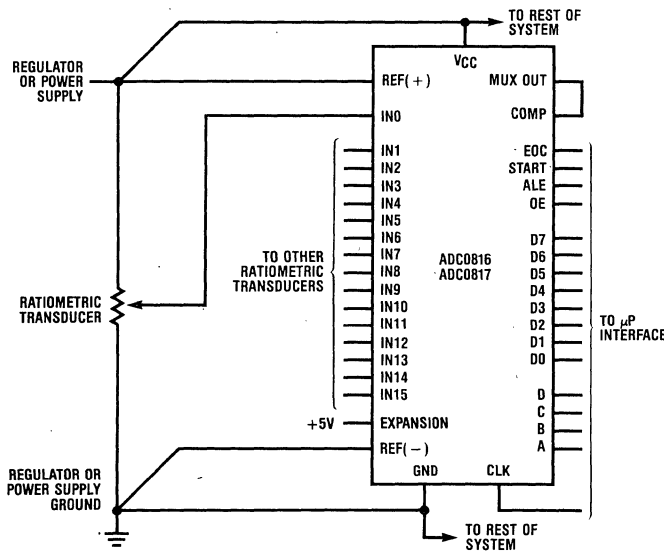 TO REST OF
SYSTEM
REGULATOR
OR POWER
SUPPLY
VCC
REF(+)
MUX OUT
IN0
COMP
IN1
EOC
IN2
START
IN3
ALE
IN4
OE
IN5
IN6
D7
IN7
D6
TO OTHER
RATIOMETRIC
TRANSDUCERS
ADC0816
ADC0817
IN8
D5
IN9
D4
RATIOMETRIC
TRANSDUCER
IN10
D3
IN11
D2
TO µP
INTERFACE
IN12
D1
IN13
D0
IN14
IN15
D
C
+5V
EXPANSION
B
REF(−)
A
REGULATOR OR
POWER SUPPLY
GROUND
GND
CLK
TO REST OF
SYSTEM